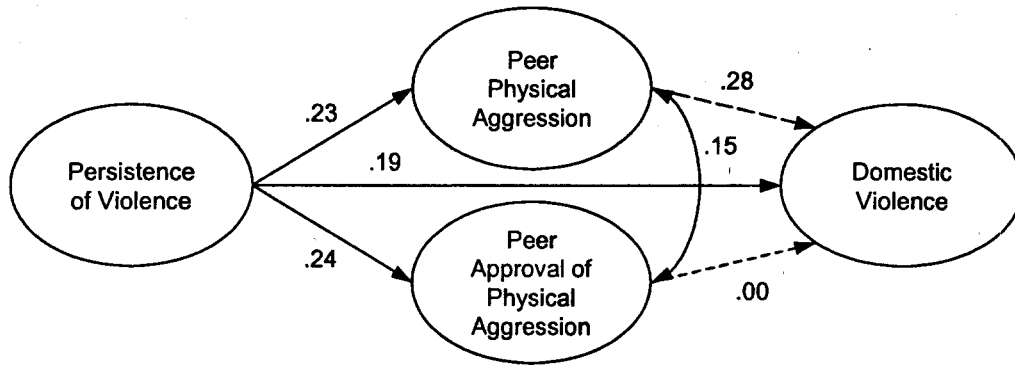 Peer
Physical
Aggression
.28
.23
.15
.19
Persistence
of Violence
Domestic
Violence
Peer
Approval of
Physical
Aggression
.24
.00